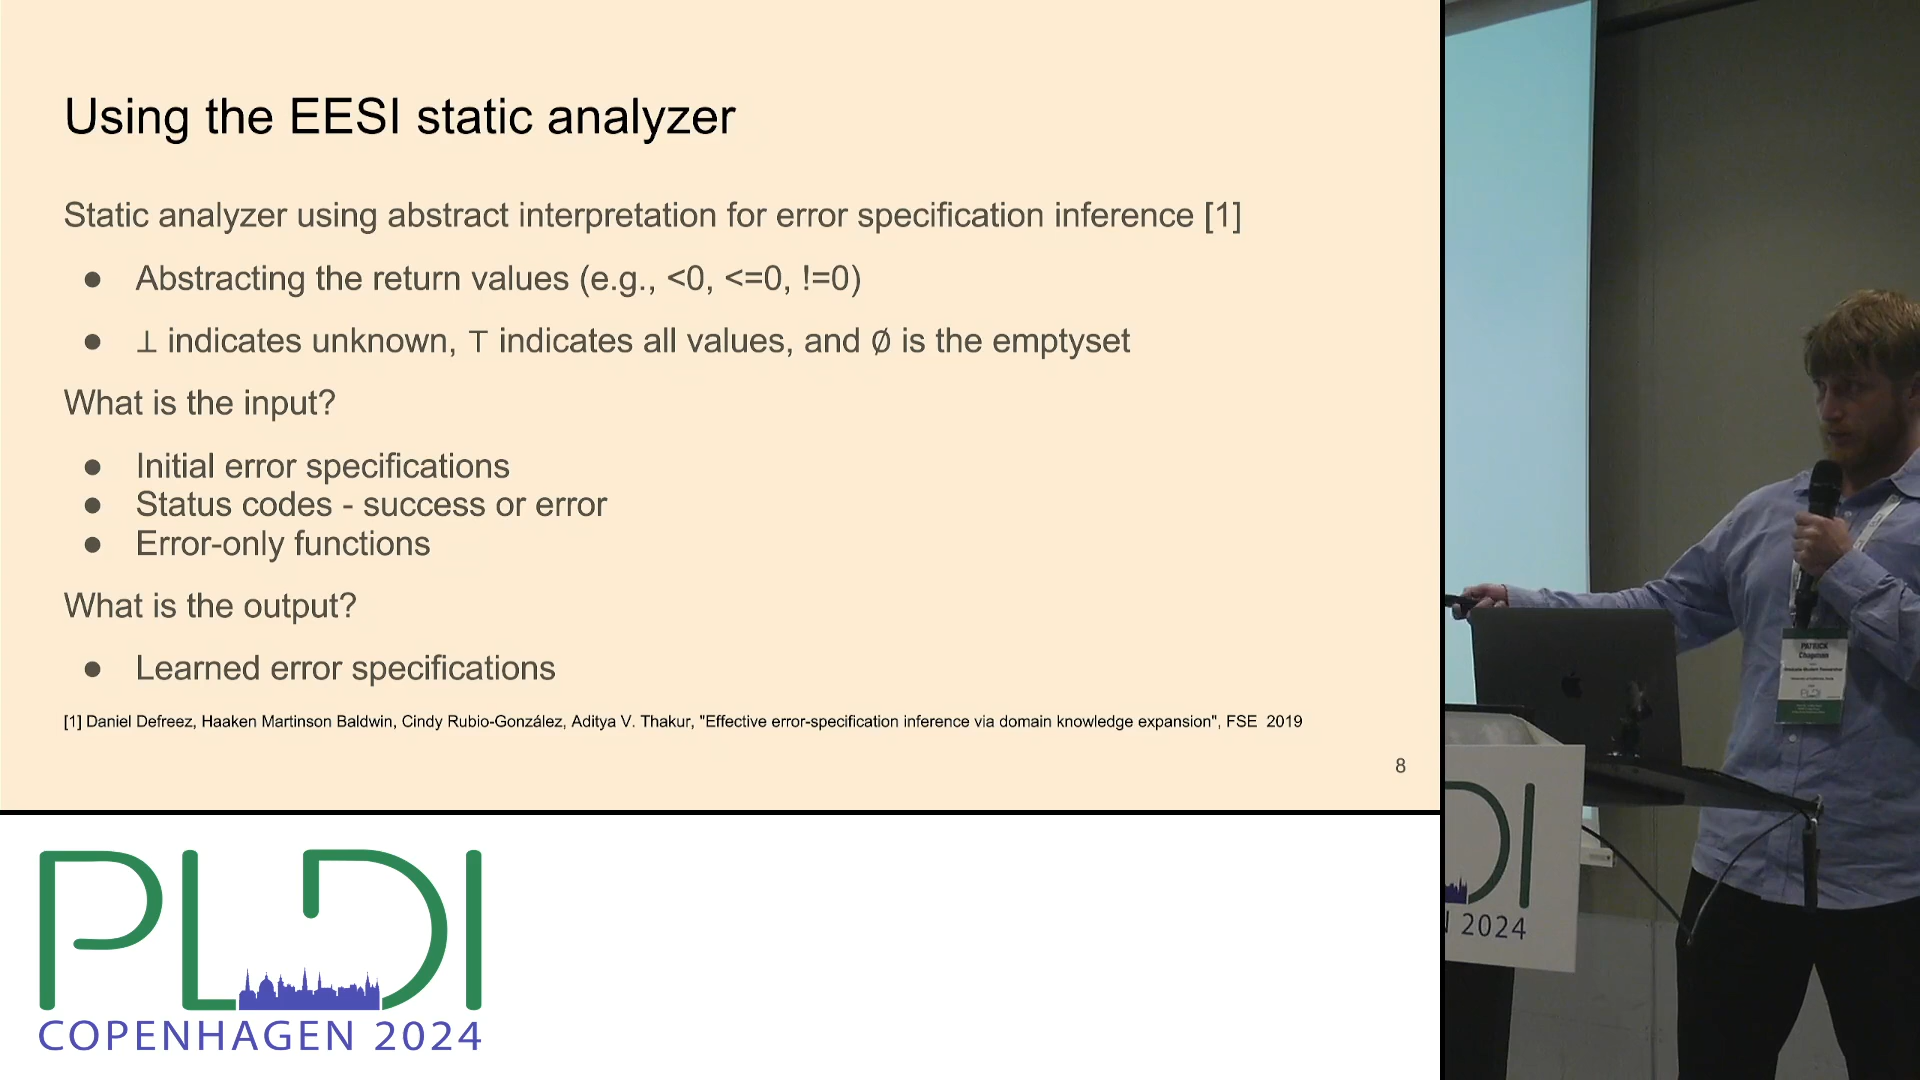 Using the EESI static analyzer
Static analyzer using abstract interpretation for error specification inference [1]
● Abstracting the return values (e.g., <0, <=0, !=0)
● ⊥ indicates unknown, ⊤ indicates all values, and ∅ is the emptyset
What is the input?
● Initial error specifications
● Status codes - success or error
● Error-only functions
What is the output?
● Learned error specifications
[1] Daniel Defreez, Haaken Martinson Baldwin, Cindy Rubio-González, Aditya V. Thakur, "Effective error-specification inference via domain knowledge expansion", FSE 2019
8
PLDI
COPENHAGEN 2024
PATRICK
Chapman
DI
N 2024